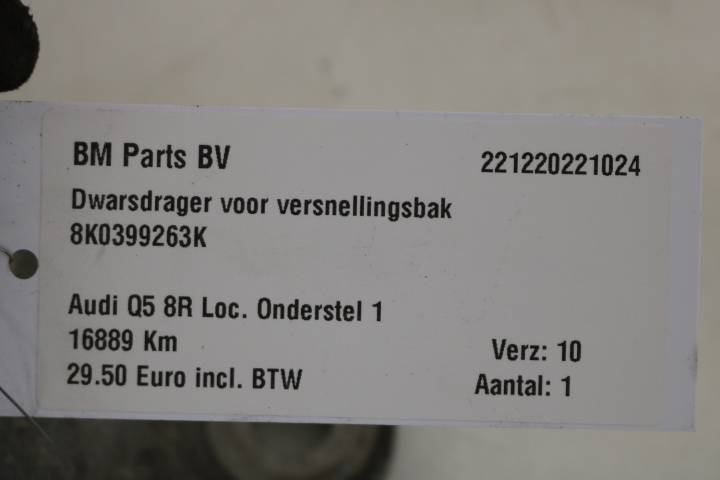 BM Parts BV 221220221024
Dwarsdrager voor versnellingsbak
8K0399263K
Audi Q5 8R Loc. Onderstel 1
16889 Km Verz: 10
29.50 Euro incl. BTW Aantal: 1